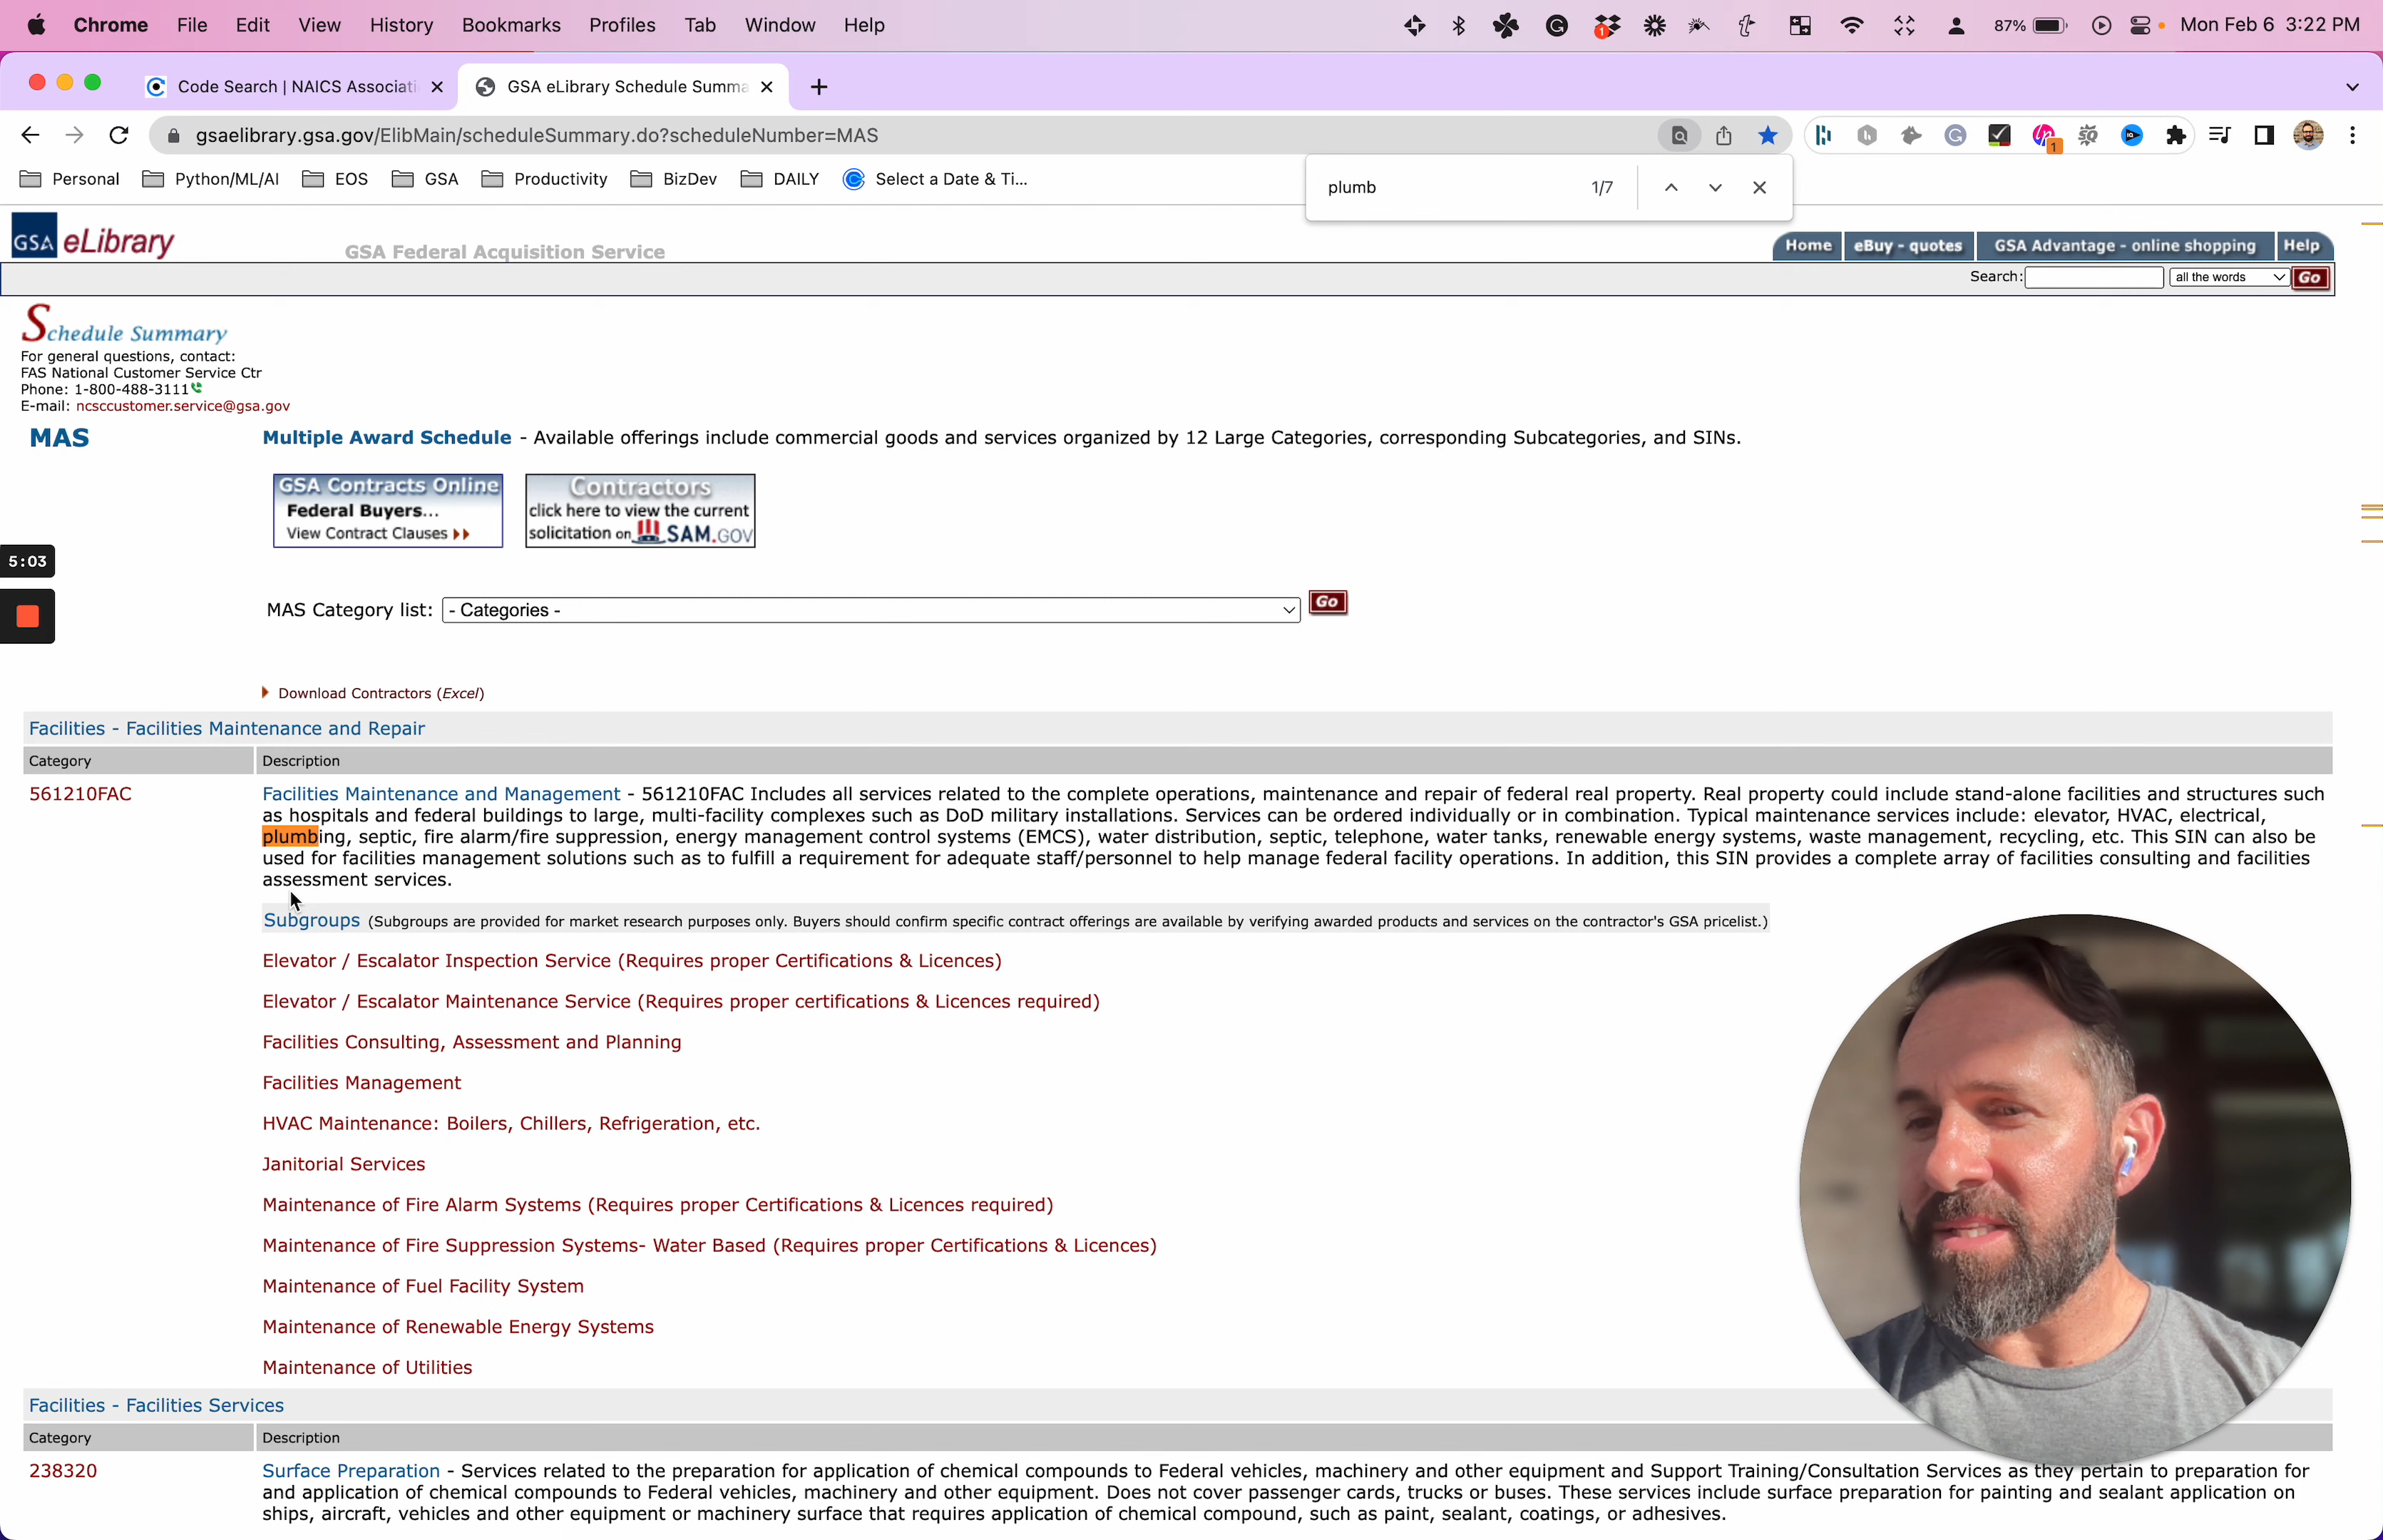 Chrome File Edit View History Bookmarks Profiles Tab Window Help 1 87% Mon Feb 6 3:22 PM
Code Search | NAICS Associati GSA eLibrary Schedule Summa
gsaelibrary.gsa.gov/ElibMain/scheduleSummary.do?scheduleNumber=MAS
Personal Python/ML/AI EOS GSA Productivity BizDev DAILY Select a Date & Ti...
plumb 1/7
GSA eLibrary GSA Federal Acquisition Service Home eBuy - quotes GSA Advantage - online shopping Help
Search: all the words Go
Schedule Summary
For general questions, contact:
FAS National Customer Service Ctr
Phone: 1-800-488-3111
E-mail: ncsccustomer.service@gsa.gov
MAS Multiple Award Schedule - Available offerings include commercial goods and services organized by 12 Large Categories, corresponding Subcategories, and SINs.
GSA Contracts Online
Federal Buyers...
View Contract Clauses
Contractors
click here to view the current
solicitation on SAM.GOV
5:03
MAS Category list: - Categories - Go
Download Contractors (Excel)
Facilities - Facilities Maintenance and Repair
Category Description
561210FAC Facilities Maintenance and Management - 561210FAC Includes all services related to the complete operations, maintenance and repair of federal real property. Real property could include stand-alone facilities and structures such
as hospitals and federal buildings to large, multi-facility complexes such as DoD military installations. Services can be ordered individually or in combination. Typical maintenance services include: elevator, HVAC, electrical,
plumbing, septic, fire alarm/fire suppression, energy management control systems (EMCS), water distribution, septic, telephone, water tanks, renewable energy systems, waste management, recycling, etc. This SIN can also be
used for facilities management solutions such as to fulfill a requirement for adequate staff/personnel to help manage federal facility operations. In addition, this SIN provides a complete array of facilities consulting and facilities
assessment services.
Subgroups (Subgroups are provided for market research purposes only. Buyers should confirm specific contract offerings are available by verifying awarded products and services on the contractor's GSA pricelist.)
Elevator / Escalator Inspection Service (Requires proper Certifications & Licences)
Elevator / Escalator Maintenance Service (Requires proper certifications & Licences required)
Facilities Consulting, Assessment and Planning
Facilities Management
HVAC Maintenance: Boilers, Chillers, Refrigeration, etc.
Janitorial Services
Maintenance of Fire Alarm Systems (Requires proper Certifications & Licences required)
Maintenance of Fire Suppression Systems- Water Based (Requires proper Certifications & Licences)
Maintenance of Fuel Facility System
Maintenance of Renewable Energy Systems
Maintenance of Utilities
Facilities - Facilities Services
Category Description
238320 Surface Preparation - Services related to the preparation for application of chemical compounds to Federal vehicles, machinery and other equipment and Support Training/Consultation Services as they pertain to preparation for
and application of chemical compounds to Federal vehicles, machinery and other equipment. Does not cover passenger cards, trucks or buses. These services include surface preparation for painting and sealant application on
ships, aircraft, vehicles and other equipment or machinery surface that requires application of chemical compound, such as paint, sealant, coatings, or adhesives.